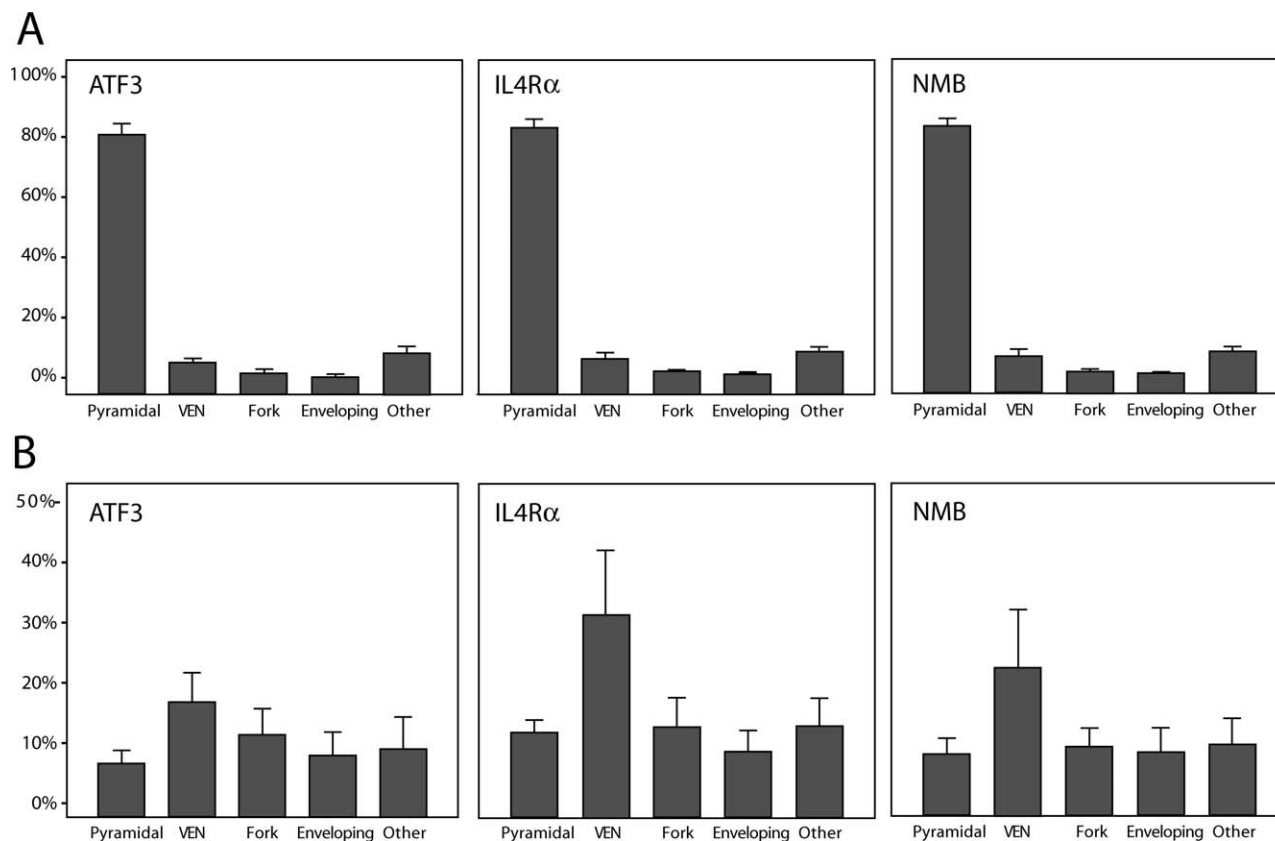 A
ATF3 IL4Rα NMB
100%
80%
60%
40%
20%
0%
Pyramidal VEN Fork Enveloping Other Pyramidal VEN Fork Enveloping Other Pyramidal VEN Fork Enveloping Other
B
ATF3 IL4Rα NMB
50%
40%
30%
20%
10%
0%
Pyramidal VEN Fork Enveloping Other Pyramidal VEN Fork Enveloping Other Pyramidal VEN Fork Enveloping Other